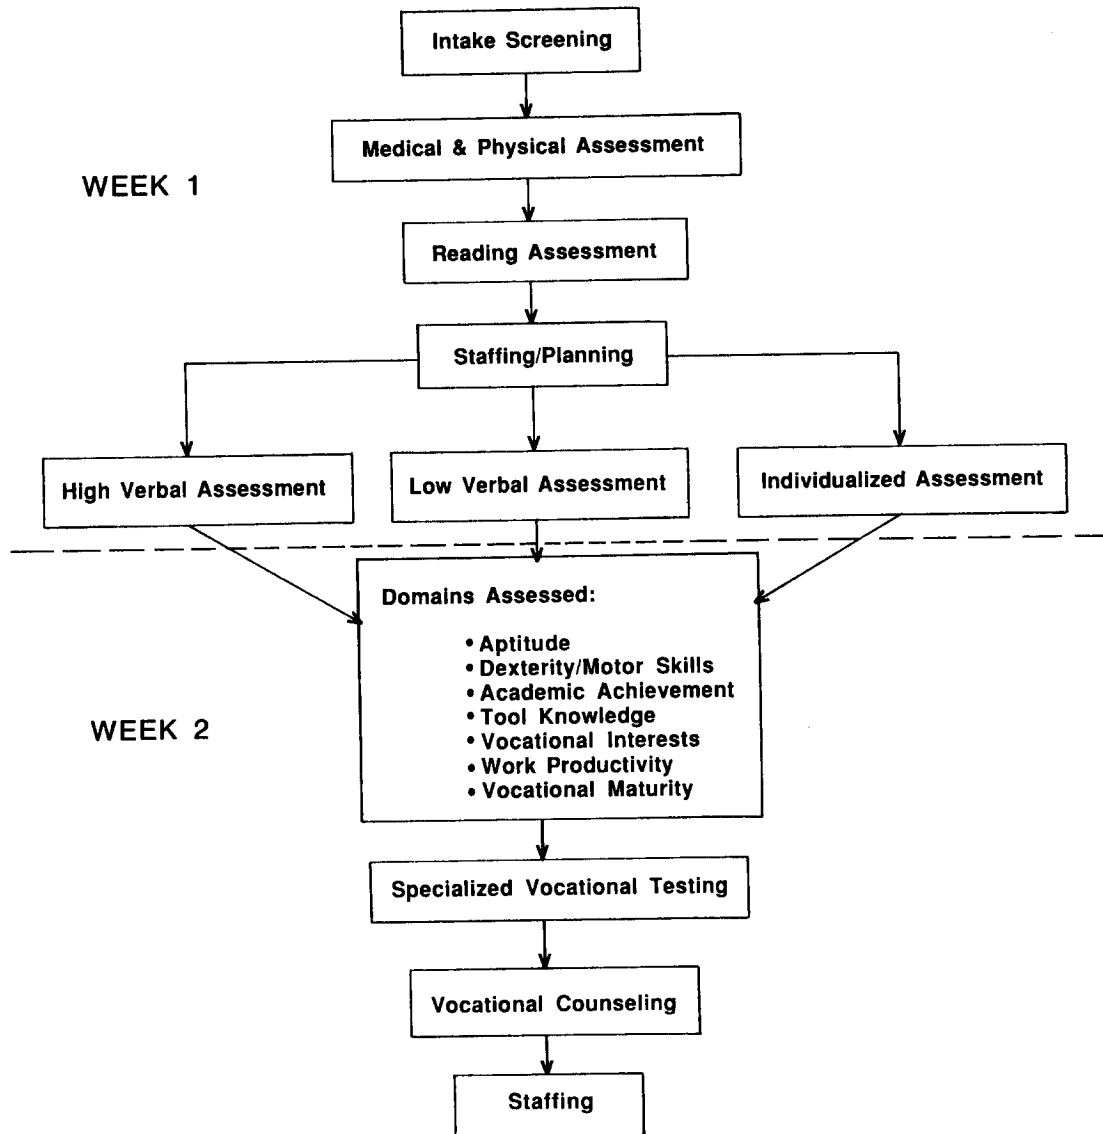 Intake Screening
Medical & Physical Assessment
WEEK 1
Reading Assessment
Staffing/Planning
High Verbal Assessment
Low Verbal Assessment
Individualized Assessment
Domains Assessed:
• Aptitude
• Dexterity/Motor Skills
• Academic Achievement
• Tool Knowledge
WEEK 2
• Vocational Interests
• Work Productivity
• Vocational Maturity
Specialized Vocational Testing
Vocational Counseling
Staffing